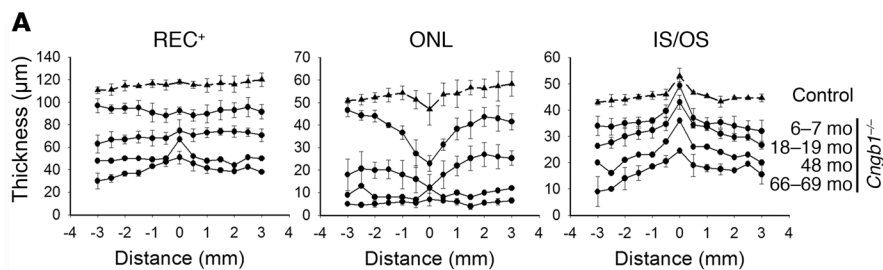 A
REC+ ONL IS/OS
Thickness (μm)
140
120
100
80
60
40
20
0
-4 -3 -2 -1 0 1 2 3 4
Distance (mm)
70
60
50
40
30
20
10
0
-4 -3 -2 -1 0 1 2 3 4
Distance (mm)
60
50
40
30
20
10
0
-4 -3 -2 -1 0 1 2 3 4
Distance (mm)
Control
6–7 mo
18–19 mo
48 mo
66–69 mo
Cngb1–/–